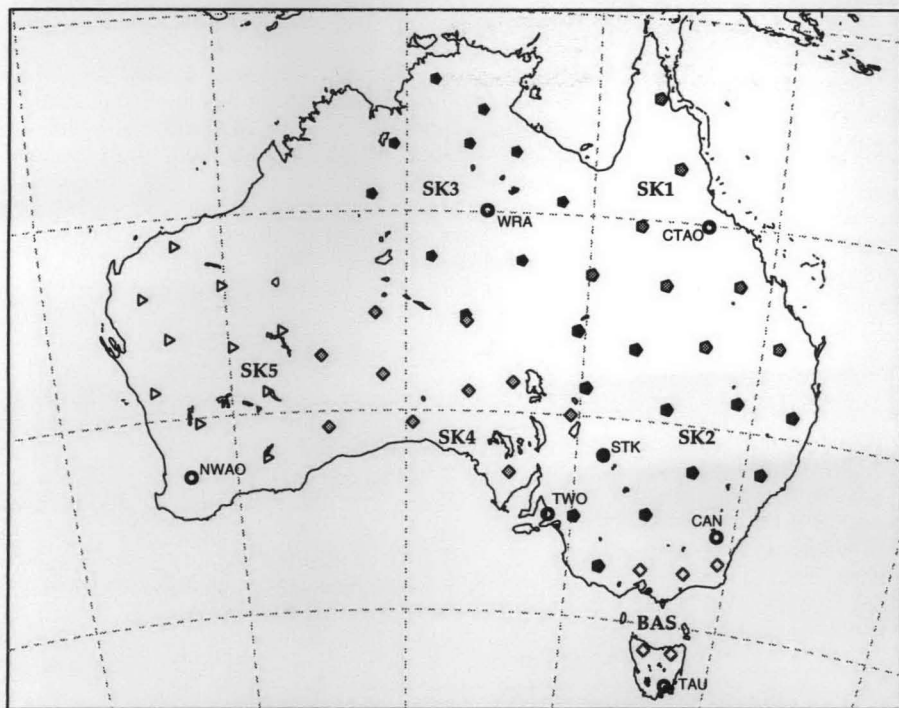 SK3
SK1
WRA
CTAO
SK5
SK4
SK2
STK
NWAO
TWO
CAN
BAS
TAU